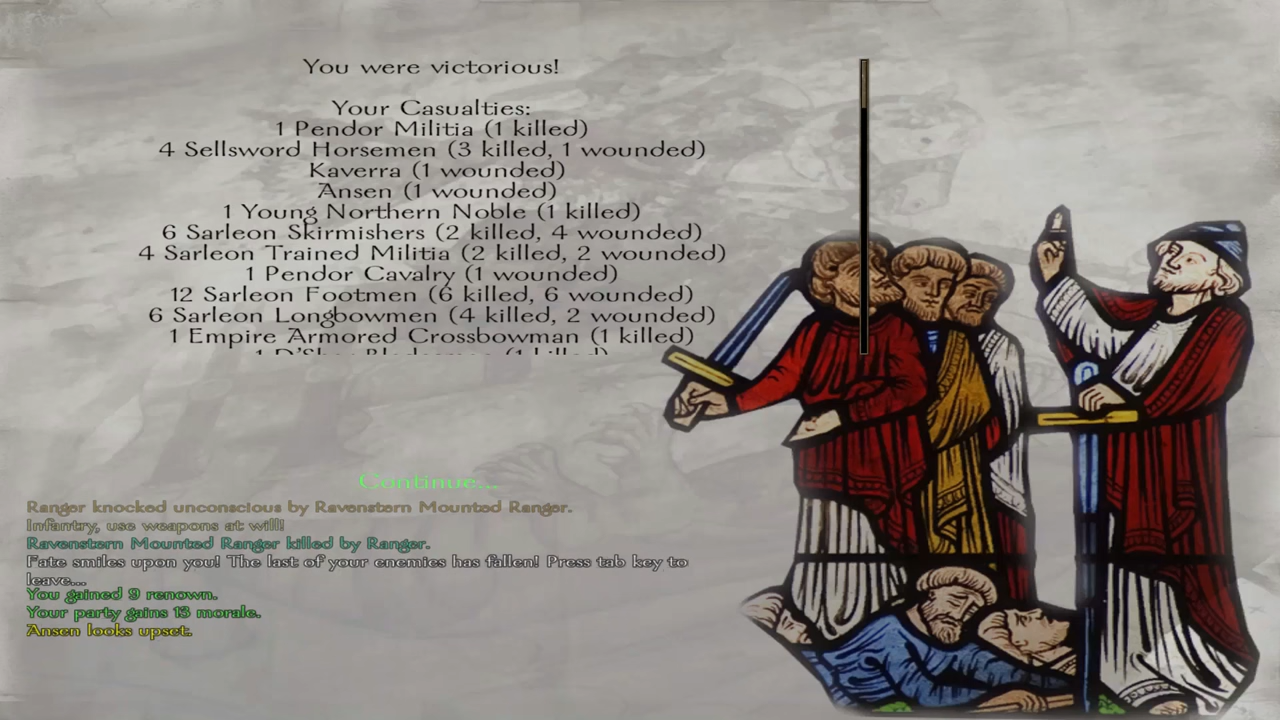 You were victorious!
Your Casualties:
1 Pendor Militia (1 killed)
4 Sellsword Horsemen (3 killed, 1 wounded)
Kaverra (1 wounded)
Ansen (1 wounded)
1 Young Northern Noble (1 killed)
6 Sarleon Skirmishers (2 killed, 4 wounded)
4 Sarleon Trained Militia (2 killed, 2 wounded)
1 Pendor Cavalry (1 wounded)
12 Sarleon Footmen (6 killed, 6 wounded)
6 Sarleon Longbowmen (4 killed, 2 wounded)
1 Empire Armored Crossbowman (1 killed)
1 D'Shar (1 killed)
Continue...
Ranger knocked unconscious by Ravenstern Mounted Ranger.
Infantry, use weapons at will!
Ravenstern Mounted Ranger killed by Ranger.
Fate smiles upon you! The last of your enemies has fallen! Press tab key to
leave...
You gained 9 renown.
Your party gains 13 morale.
Ansen looks upset.